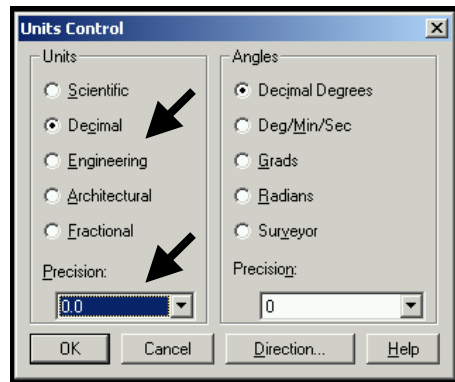 Units Control
Units
Scientific
Decimal
Engineering
Architectural
Fractional
Precision:
0.0
Angles
Decimal Degrees
Deg/Min/Sec
Grads
Radians
Surveyor
Precision:
0
OK Cancel Direction... Help